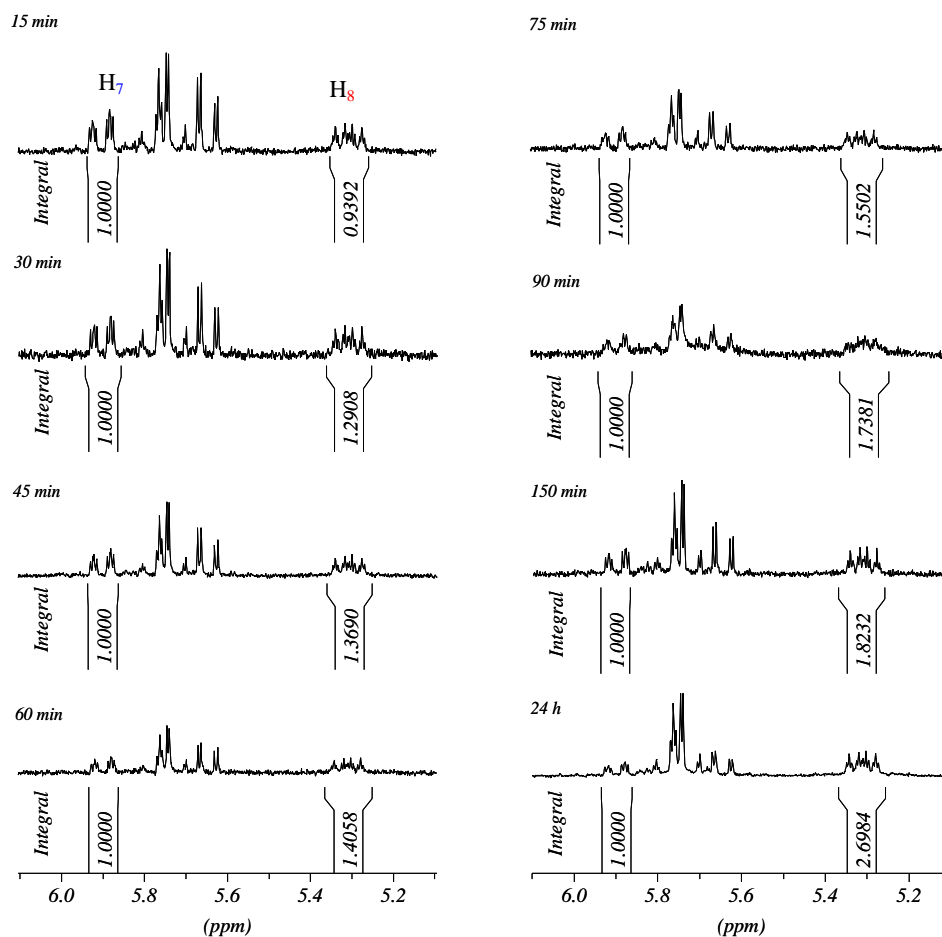 15 min
H7
H8
Integral
1.0000
0.9392
30 min
Integral
1.0000
1.2908
45 min
Integral
1.0000
1.3690
60 min
Integral
1.0000
1.4058
6.0 5.8 5.6 5.4 5.2
(ppm)
75 min
Integral
1.0000
1.5502
90 min
Integral
1.0000
1.7381
150 min
Integral
1.0000
1.8232
24 h
Integral
1.0000
2.6984
6.0 5.8 5.6 5.4 5.2
(ppm)